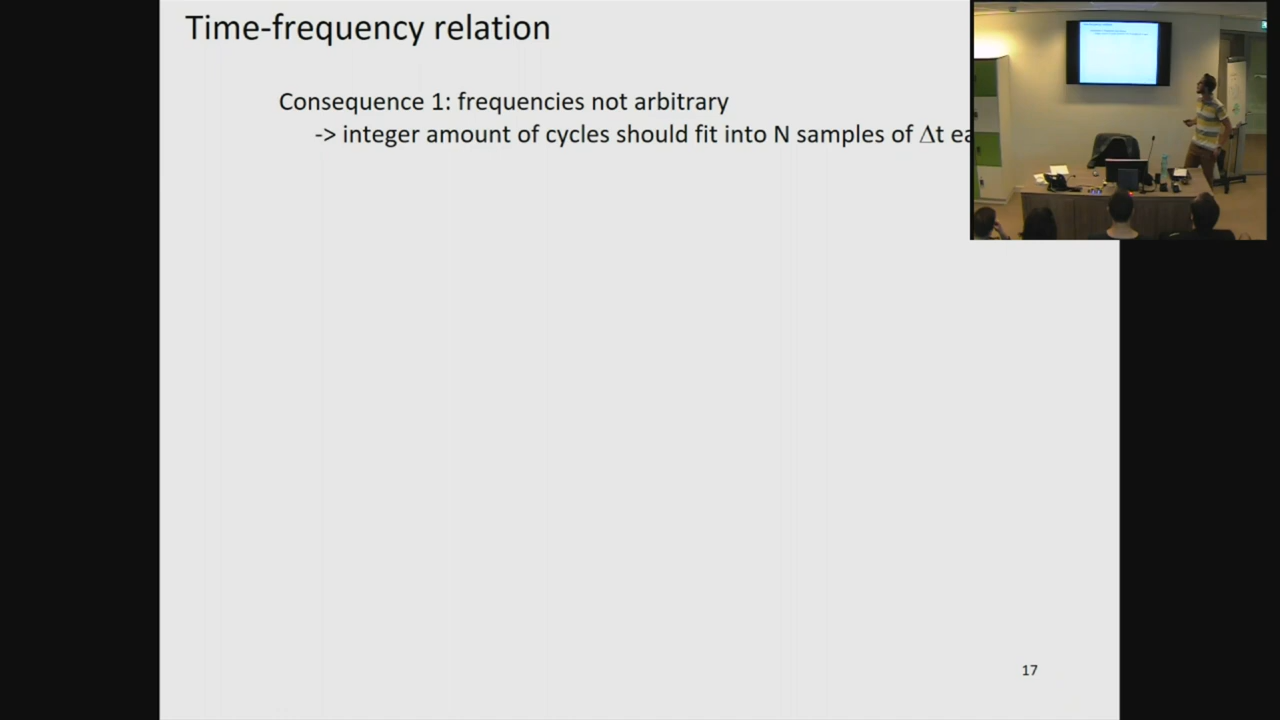 Time-frequency relation
Consequence 1: frequencies not arbitrary
-> integer amount of cycles should fit into N samples of Δt ea
17